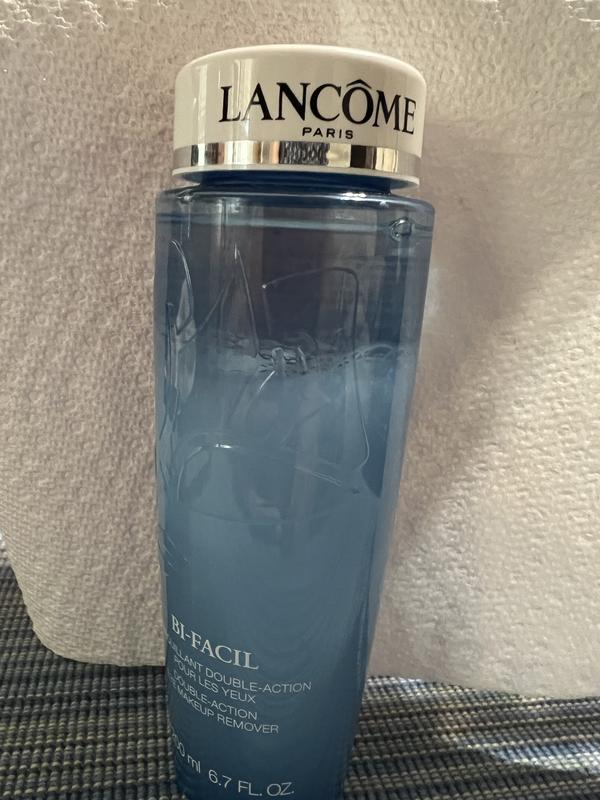 LANCÔME
PARIS
BI-FACIL
DOUBLE-ACTION
POUR LES YEUX
DOUBLE-ACTION
MAKEUP REMOVER
ml 6.7 FL. OZ.